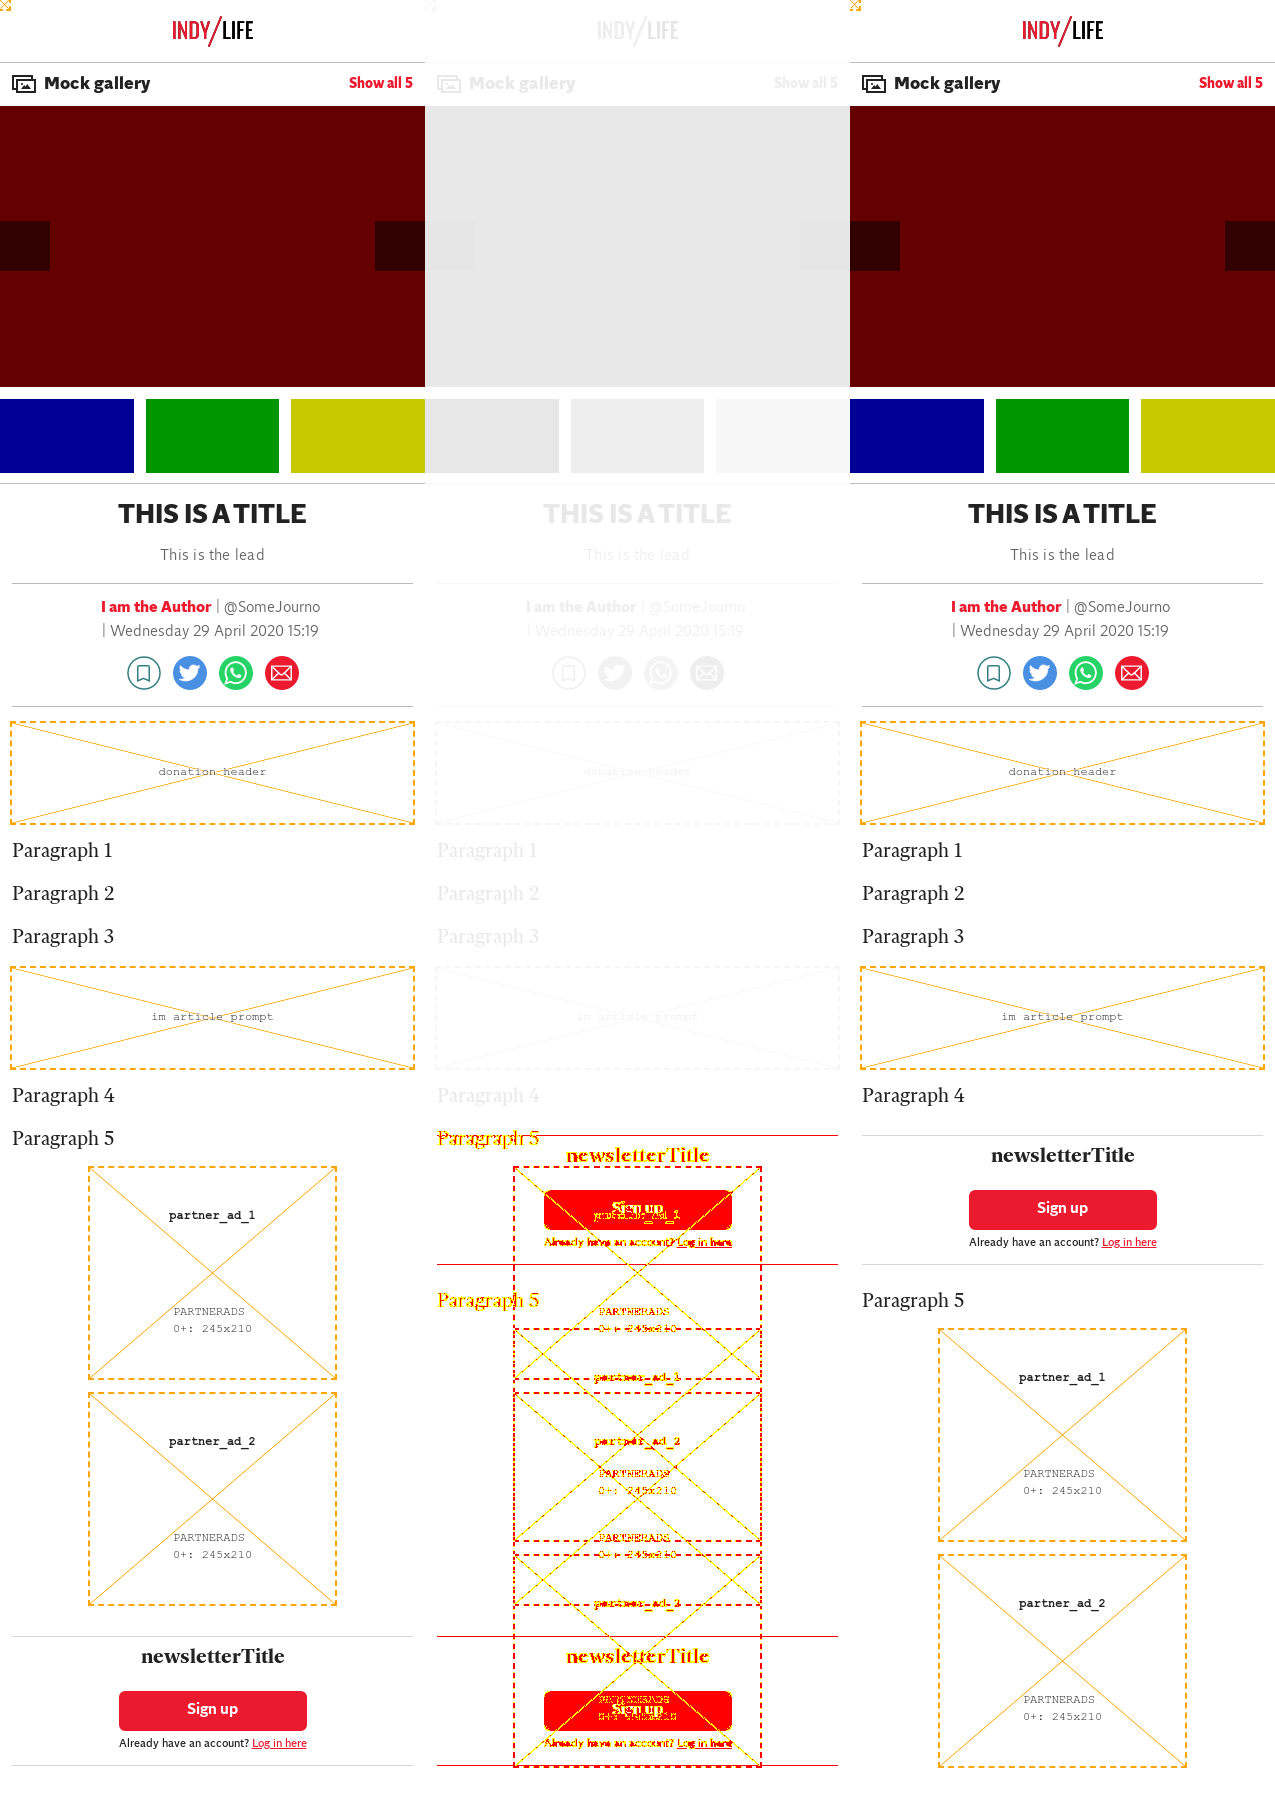 INDY/LIFE
Mock gallery
Show all 5
THIS IS A TITLE
This is the lead
I am the Author | @SomeJourno
| Wednesday 29 April 2020 15:19
donation header
Paragraph 1
Paragraph 2
Paragraph 3
im article prompt
Paragraph 4
Paragraph 5
partner_ad_1
PARTNERADS
0+: 245x210
partner_ad_2
PARTNERADS
0+: 245x210
newsletterTitle
Sign up
Already have an account? Log in here
INDY/LIFE
Mock gallery
Show all 5
THIS IS A TITLE
This is the lead
I am the Author | @SomeJourno
| Wednesday 29 April 2020 15:19
donation header
Paragraph 1
Paragraph 2
Paragraph 3
im article prompt
Paragraph 4
Paragraph 5
newsletterTitle
Sign up
partner_ad_1
Already have an account? Log in here
Paragraph 5
PARTNERADS
0+: 245x210
partner_ad_1
partner_ad_2
PARTNERADS
0+: 245x210
PARTNERADS
0+: 245x210
partner_ad_2
newsletterTitle
PARTNERADS
Sign up
0+: 245x210
Already have an account? Log in here
INDY/LIFE
Mock gallery
Show all 5
THIS IS A TITLE
This is the lead
I am the Author | @SomeJourno
| Wednesday 29 April 2020 15:19
donation header
Paragraph 1
Paragraph 2
Paragraph 3
im article prompt
Paragraph 4
newsletterTitle
Sign up
Already have an account? Log in here
Paragraph 5
partner_ad_1
PARTNERADS
0+: 245x210
partner_ad_2
PARTNERADS
0+: 245x210